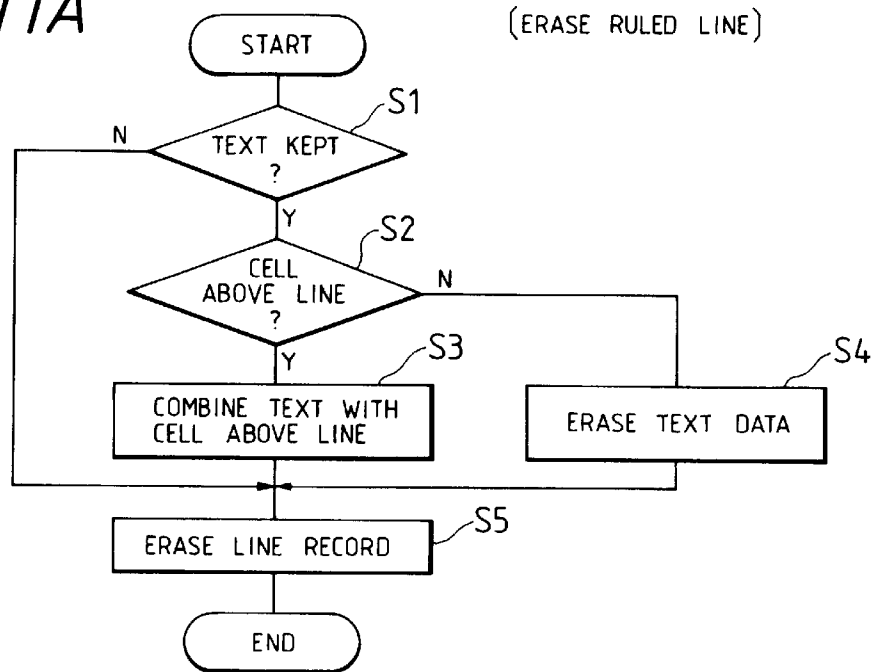 11A
(ERASE RULED LINE)
START
S1
N
TEXT KEPT
?
Y
S2
CELL
ABOVE LINE
?
N
Y
S3
COMBINE TEXT WITH
CELL ABOVE LINE
S4
ERASE TEXT DATA
S5
ERASE LINE RECORD
END